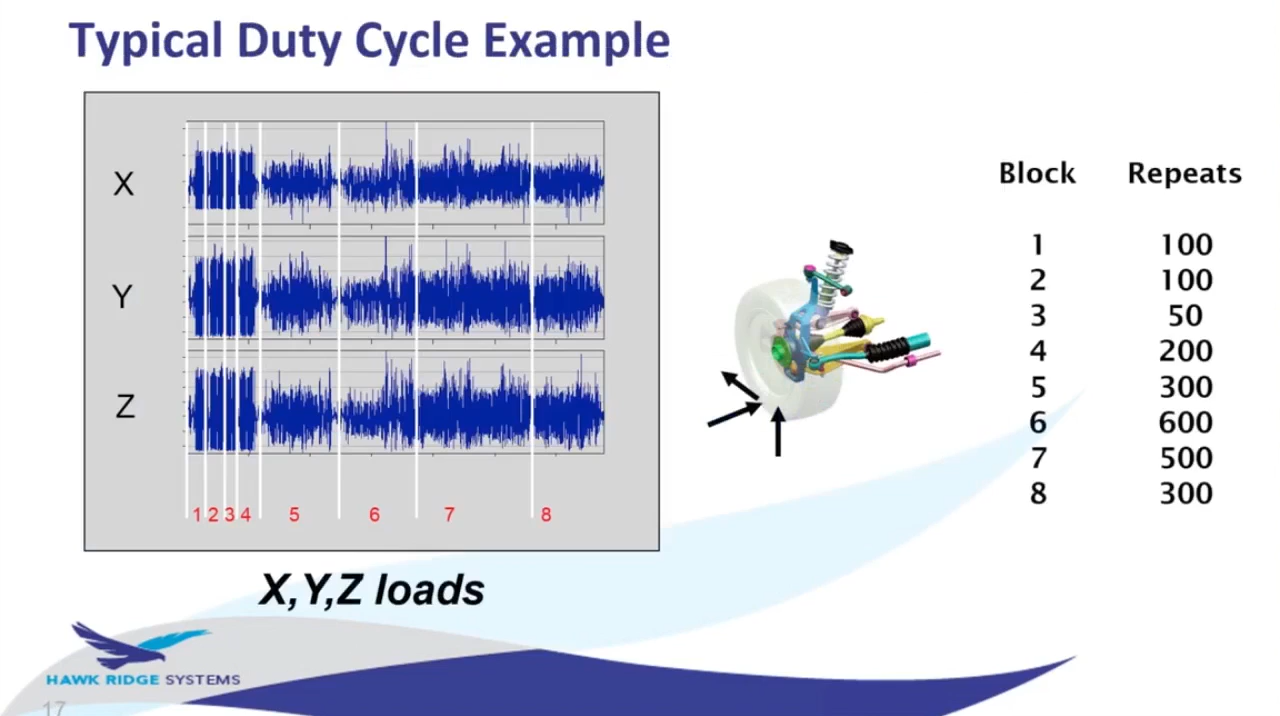 Typical Duty Cycle Example
X
Y
Z
1 2 3 4 5 6 7 8
X,Y,Z loads
Block Repeats
1 100
2 100
3 50
4 200
5 300
6 600
7 500
8 300
HAWK RIDGE SYSTEMS
17